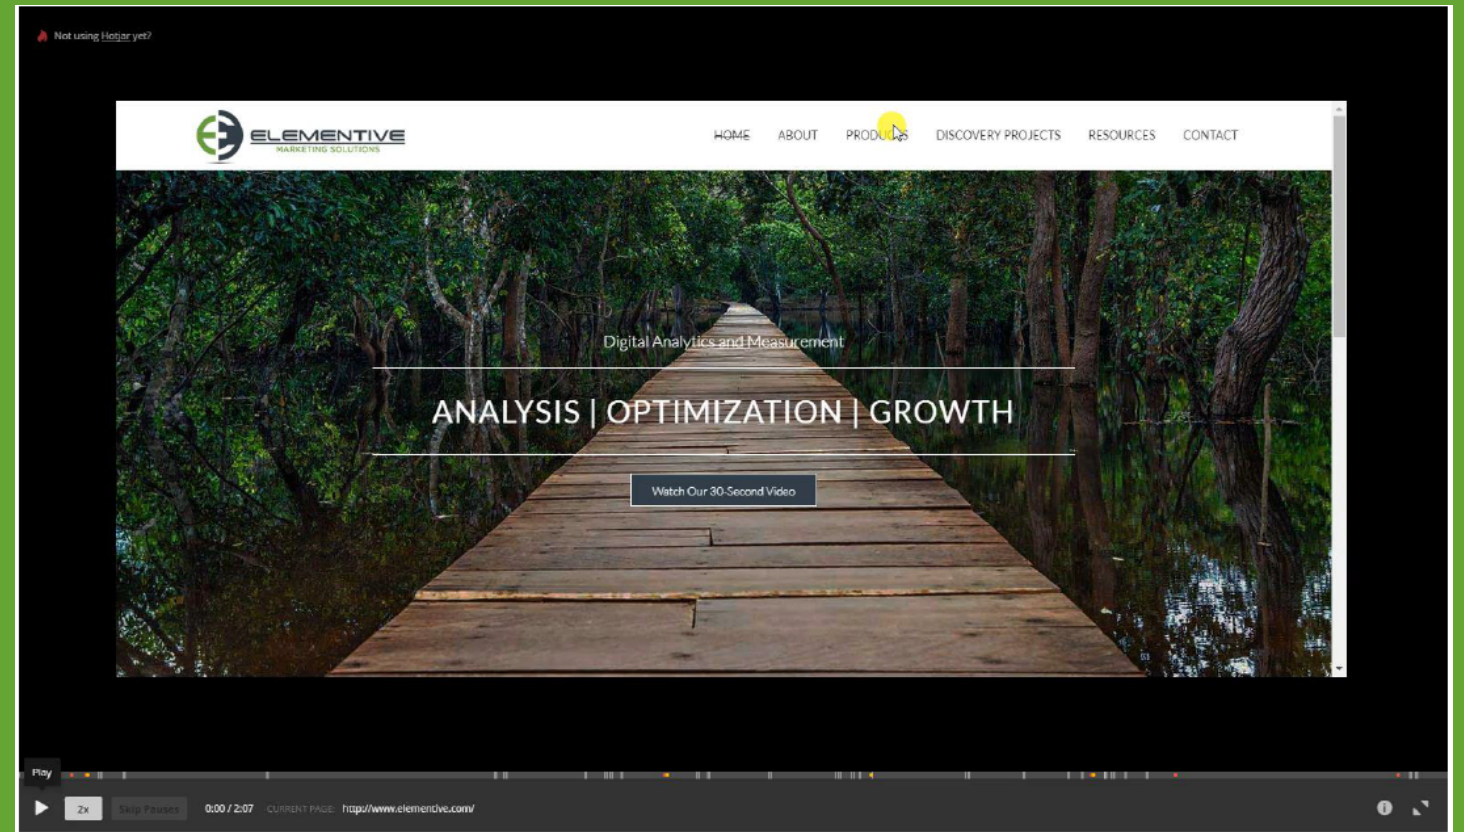 Not using Hotjar yet?
ELEMENTIVE
MARKETING SOLUTIONS
HOME ABOUT PRODUCTS DISCOVERY PROJECTS RESOURCES CONTACT
Digital Analytics and Measurement
ANALYSIS | OPTIMIZATION | GROWTH
Watch Our 30-Second Video
Play
2x Skip Pauses 0:00 / 2:07 CURRENT PAGE: http://www.elementive.com/